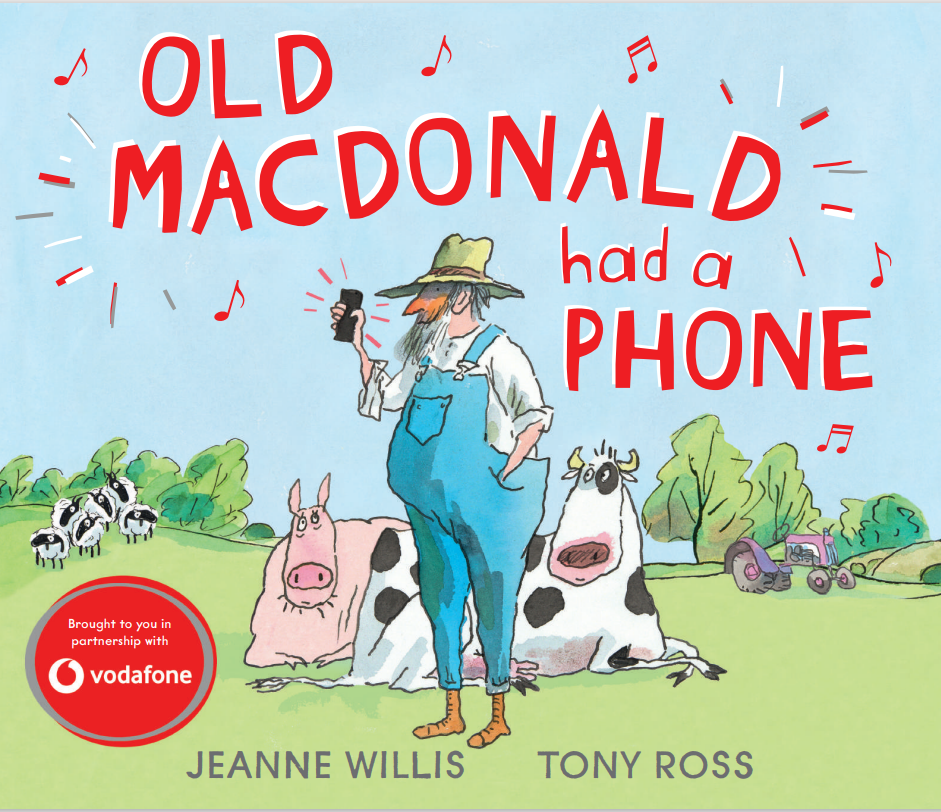 OLD
MACDONALD
had a
PHONE
Brought to you in
partnership with
vodafone
JEANNE WILLIS TONY ROSS